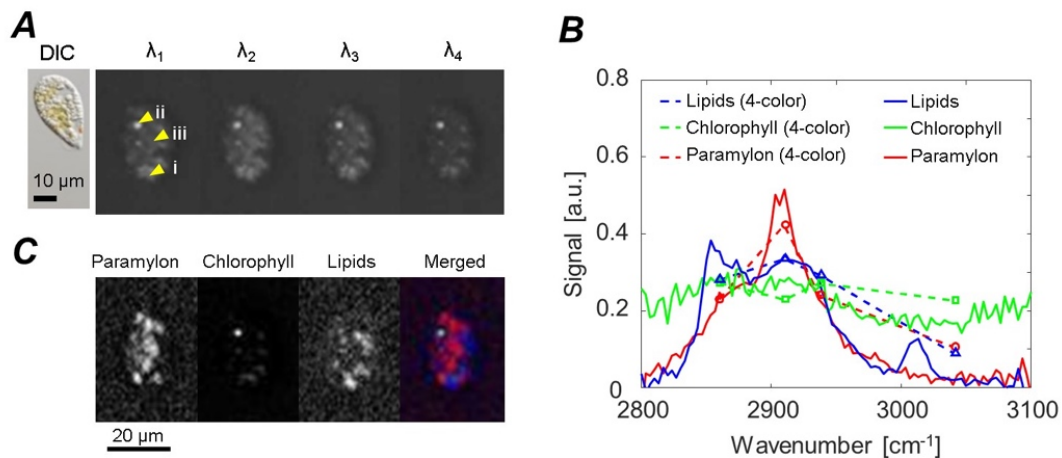 A
DIC λ1 λ2 λ3 λ4
ii
iii
i
10 μm
C
Paramylon Chlorophyll Lipids Merged
20 μm
B
0.8
0.6
0.4
0.2
0
Signal [a.u.]
Lipids (4-color) Lipids
Chlorophyll (4-color) Chlorophyll
Paramylon (4-color) Paramylon
2800 2900 3000 3100
Wavenumber [cm-1]